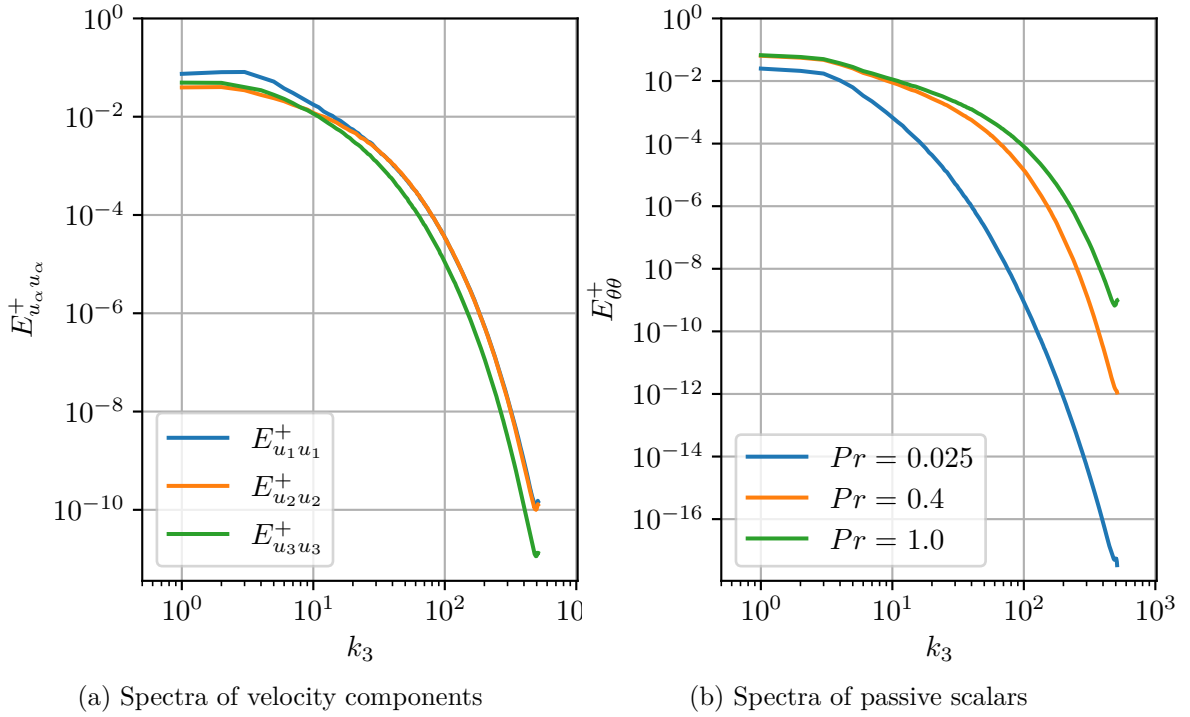 10^0
10^{-2}
10^{-4}
10^{-6}
10^{-8}
10^{-10}
E^+_{u_α u_α}
E^+_{u_1 u_1}
E^+_{u_2 u_2}
E^+_{u_3 u_3}
10^0 10^1 10^2 10
k_3
(a) Spectra of velocity components
10^0
10^{-2}
10^{-4}
10^{-6}
10^{-8}
10^{-10}
10^{-12}
10^{-14}
10^{-16}
E^+_{θθ}
Pr = 0.025
Pr = 0.4
Pr = 1.0
10^0 10^1 10^2 10^3
k_3
(b) Spectra of passive scalars